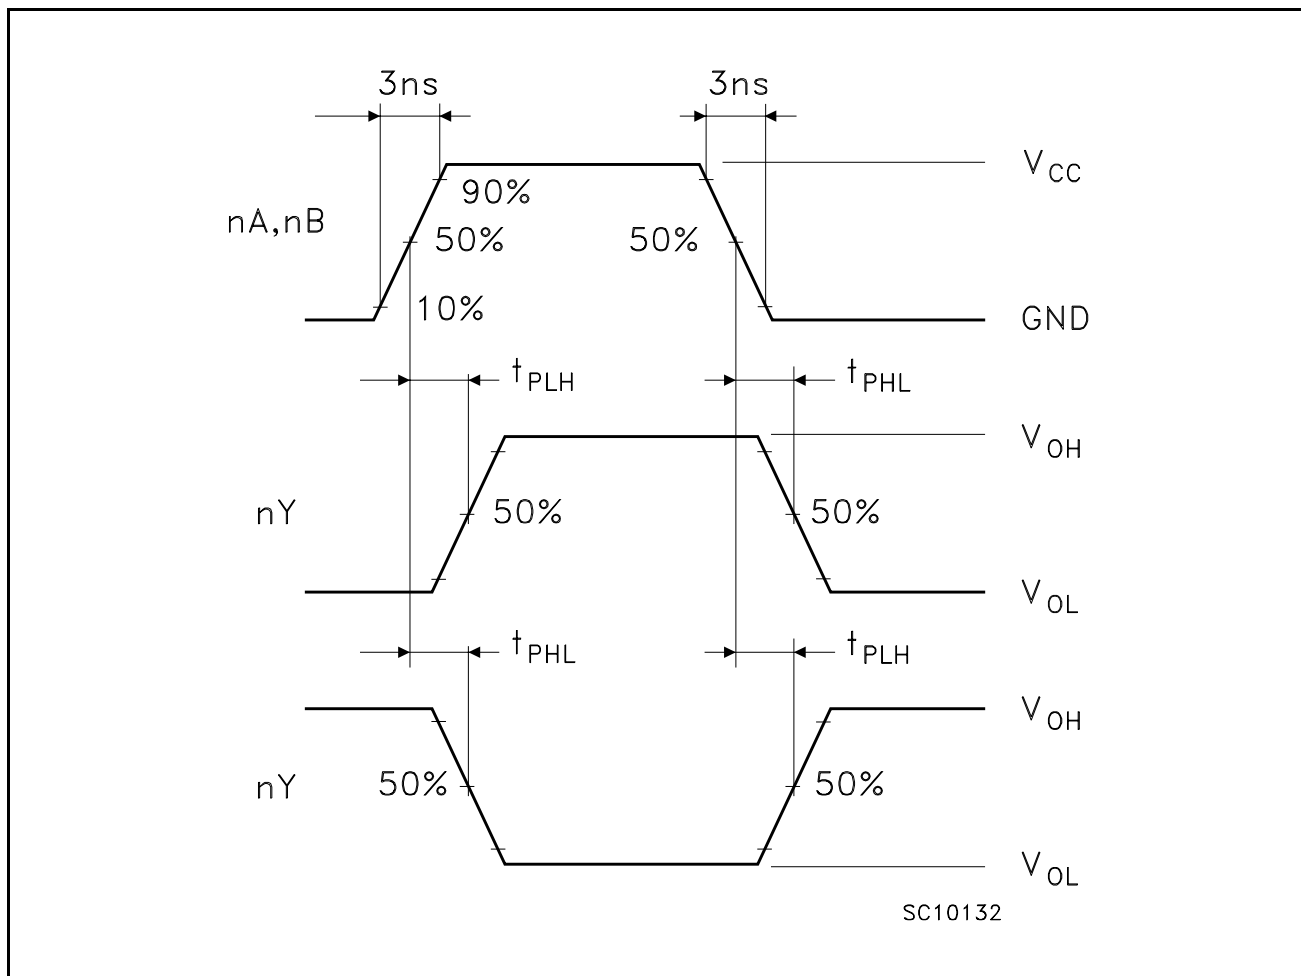 3ns 3ns
V_CC
90%
nA,nB
50% 50%
10%
GND
t_PLH t_PHL
V_OH
nY
50% 50%
V_OL
t_PHL t_PLH
V_OH
nY
50% 50%
V_OL
SC10132